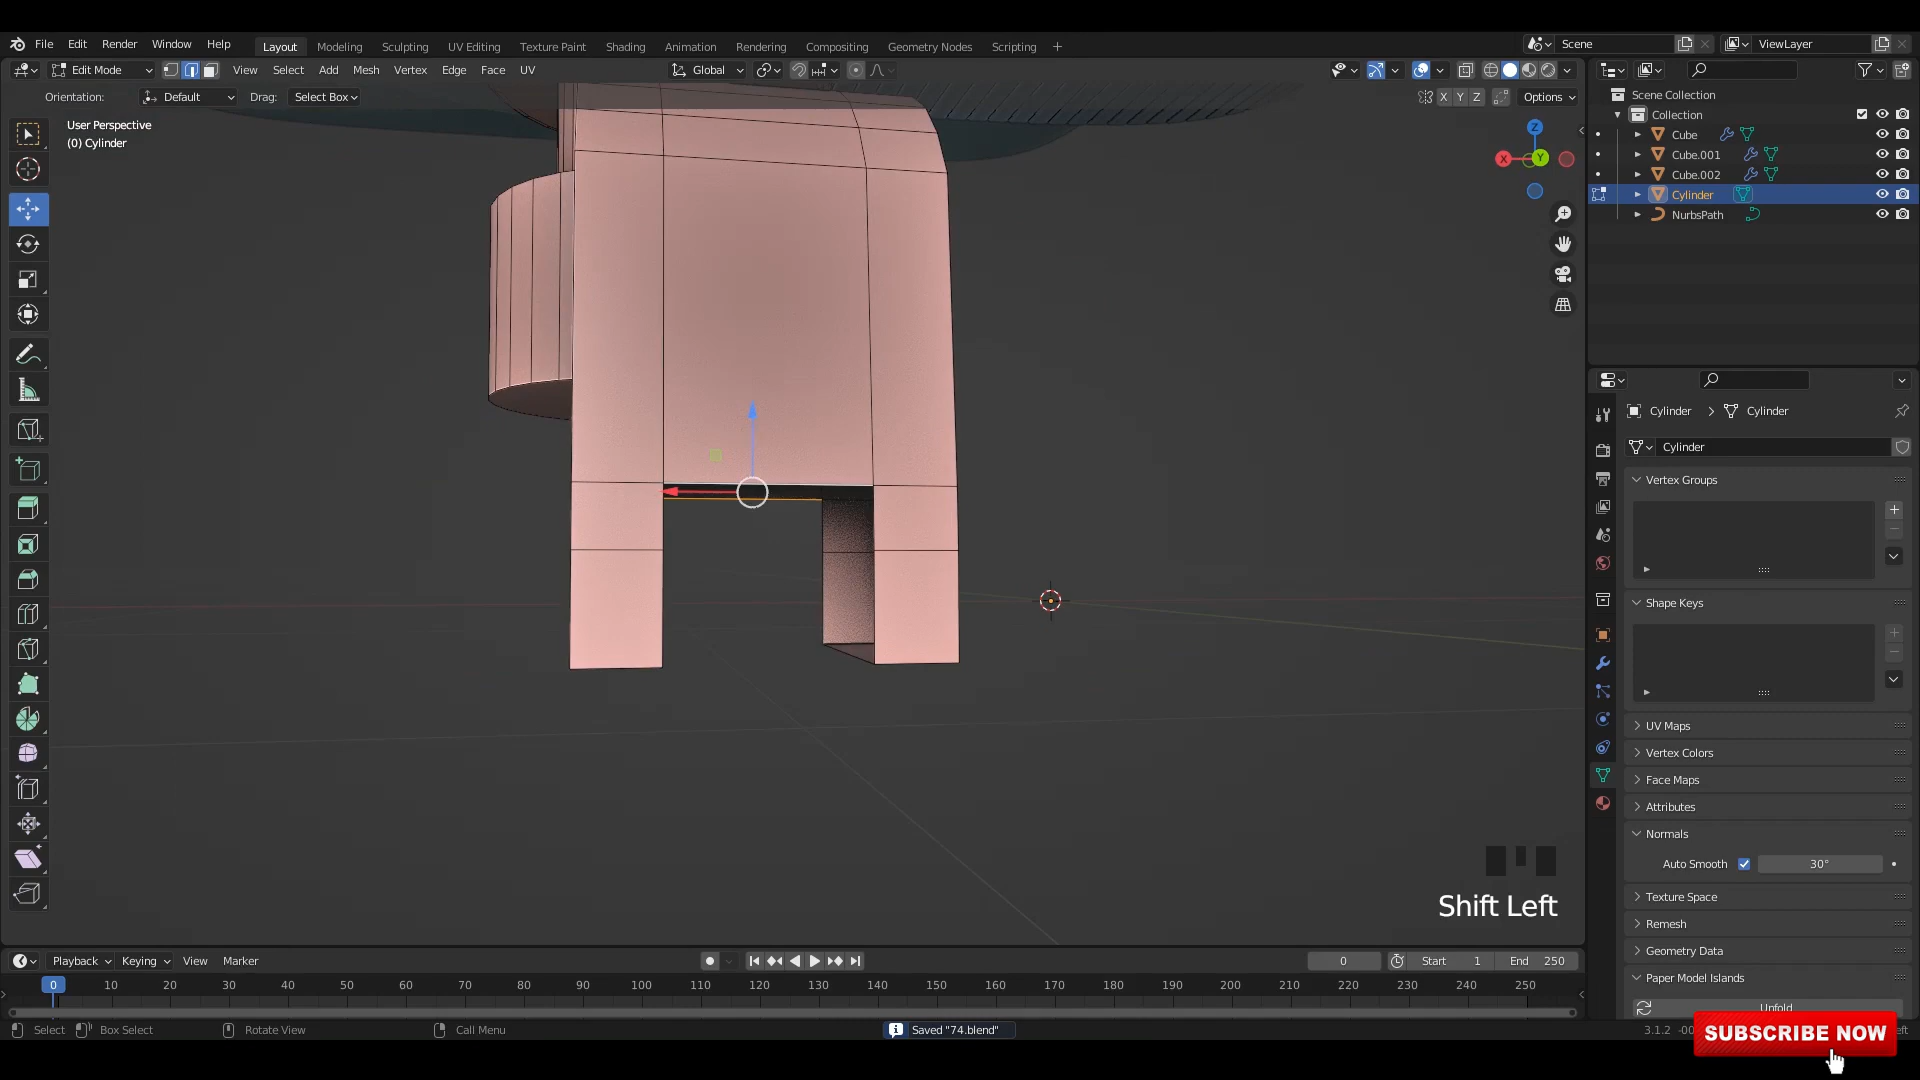 File Edit Render Window Help Layout Modeling Sculpting UV Editing Texture Paint Shading Animation Rendering Compositing Geometry Nodes Scripting + Scene ViewLayer
Edit Mode View Select Add Mesh Vertex Edge Face UV Global
Orientation: Default Drag: Select Box X Y Z Options
User Perspective
(0) Cylinder
Z
X Y
Scene Collection
Collection
Cube
Cube.001
Cube.002
Cylinder
NurbsPath
Cylinder > Cylinder
Cylinder
Vertex Groups
Shape Keys
UV Maps
Vertex Colors
Face Maps
Attributes
Normals
Auto Smooth 30°
Texture Space
Remesh
Geometry Data
Paper Model Islands
Unfold
Shift Left
Playback Keying View Marker 0 Start 1 End 250
0 10 20 30 40 50 60 70 80 90 100 110 120 130 140 150 160 170 180 190 200 210 220 230 240 250
Select Box Select Rotate View Call Menu Saved "74.blend" 3.1.2
SUBSCRIBE NOW